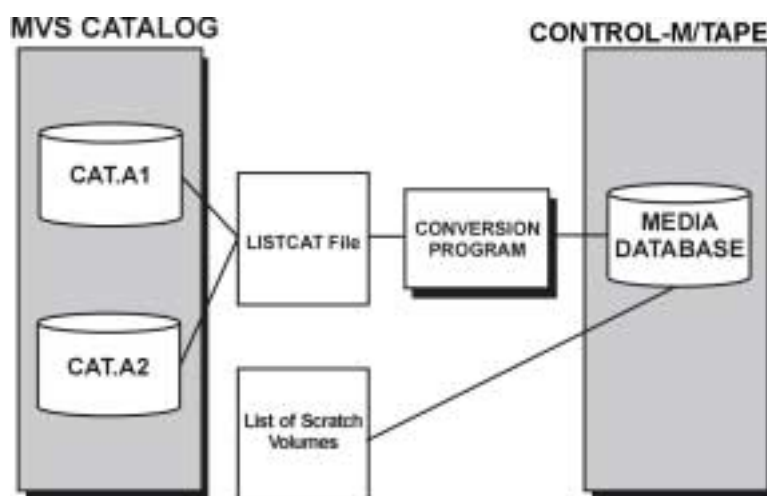 MVS CATALOG
CONTROL-M/TAPE
CAT.A1
LISTCAT File
CONVERSION
PROGRAM
MEDIA
DATABASE
CAT.A2
List of Scratch
Volumes